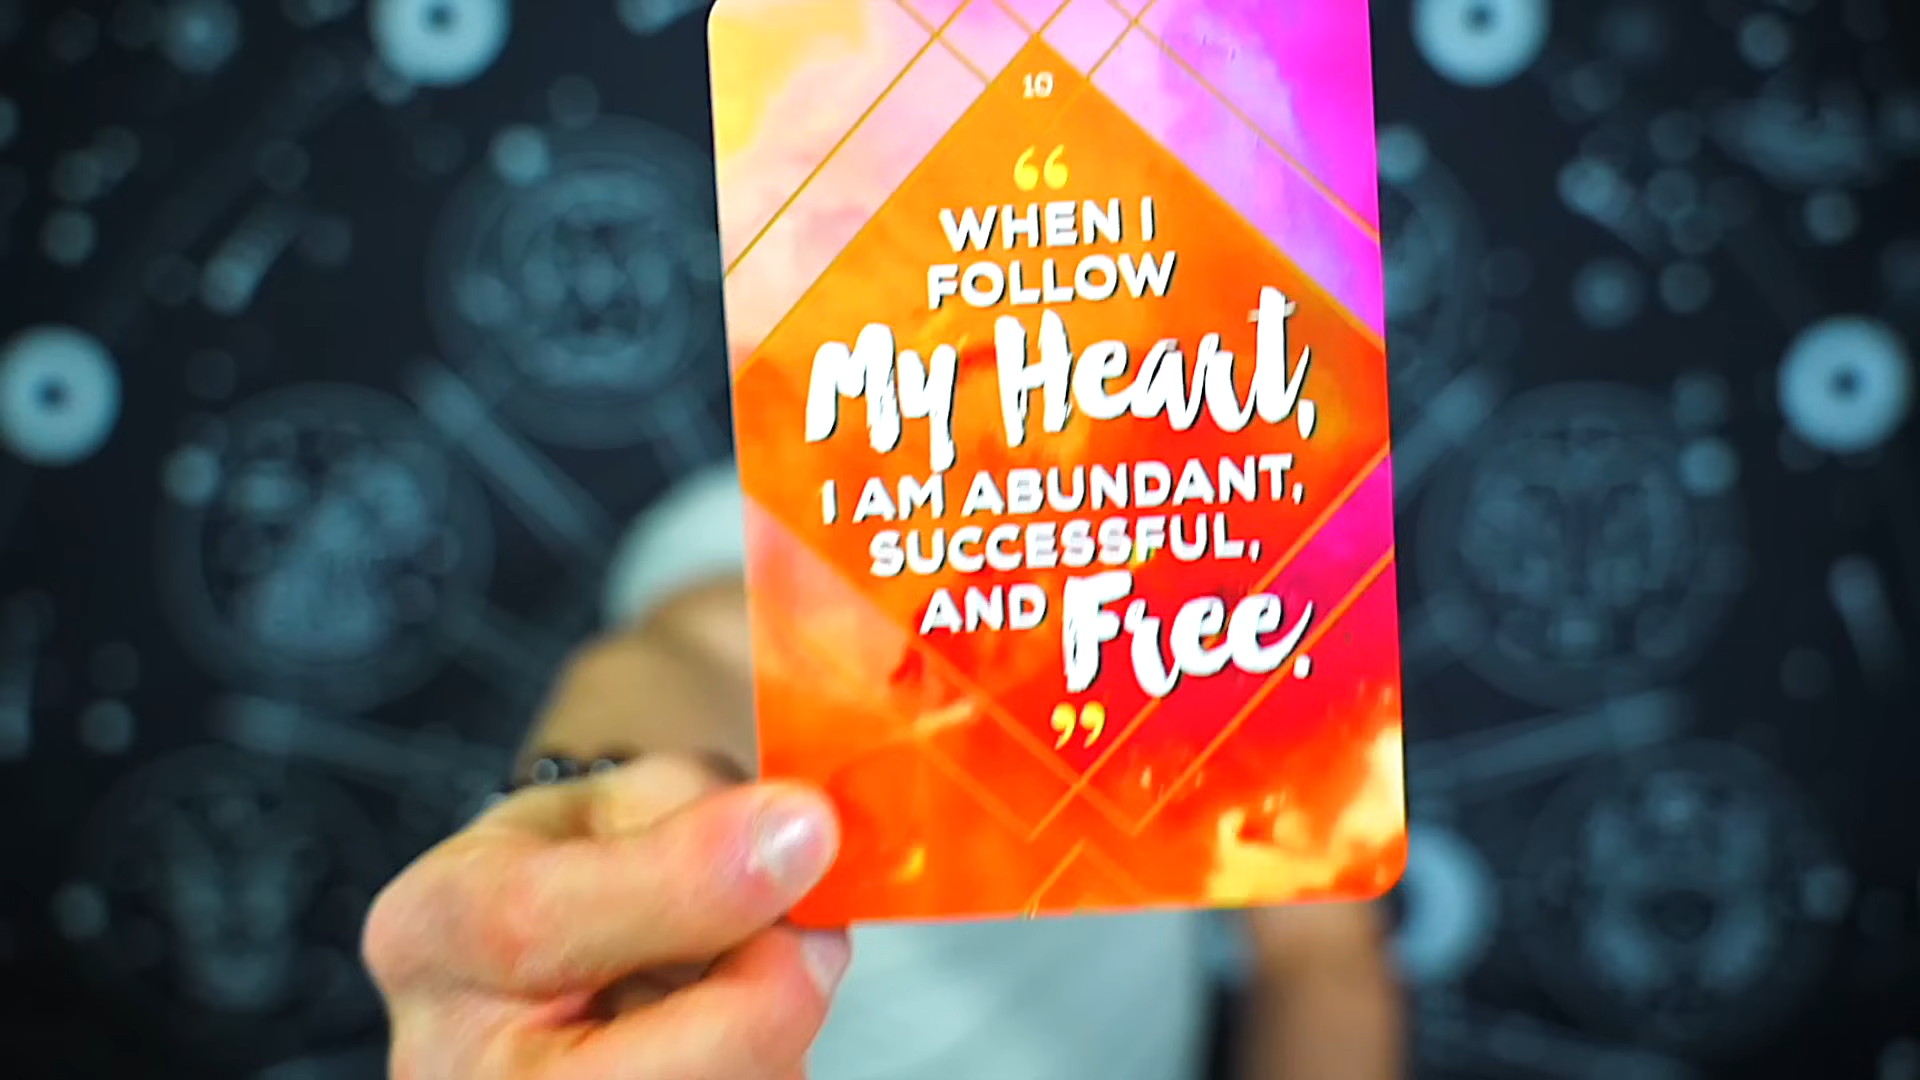 10
“
WHEN I
FOLLOW
My Heart,
I AM ABUNDANT,
SUCCESSFUL,
AND Free.
”